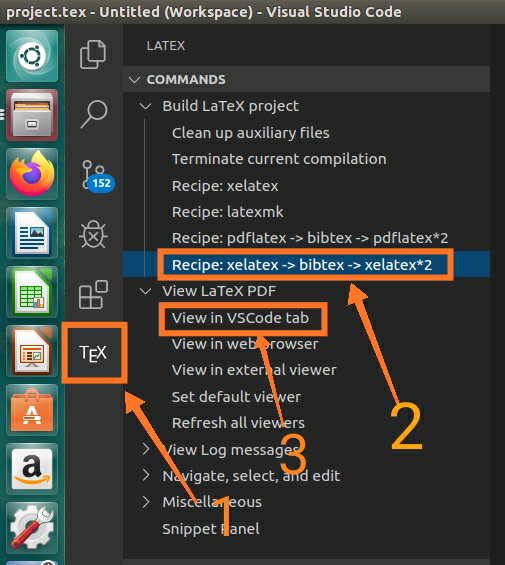 project.tex - Untitled (Workspace) - Visual Studio Code
LATEX
COMMANDS
Build LaTeX project
Clean up auxiliary files
Terminate current compilation
Recipe: xelatex
Recipe: latexmk
Recipe: pdflatex -> bibtex -> pdflatex*2
Recipe: xelatex -> bibtex -> xelatex*2
View LaTeX PDF
View in VSCode tab
View in web browser
View in external viewer
Set default viewer
Refresh all viewers
View Log messages
Navigate, select, and edit
Miscellaneous
Snippet Panel
152
TEX
1
2
3
A
a